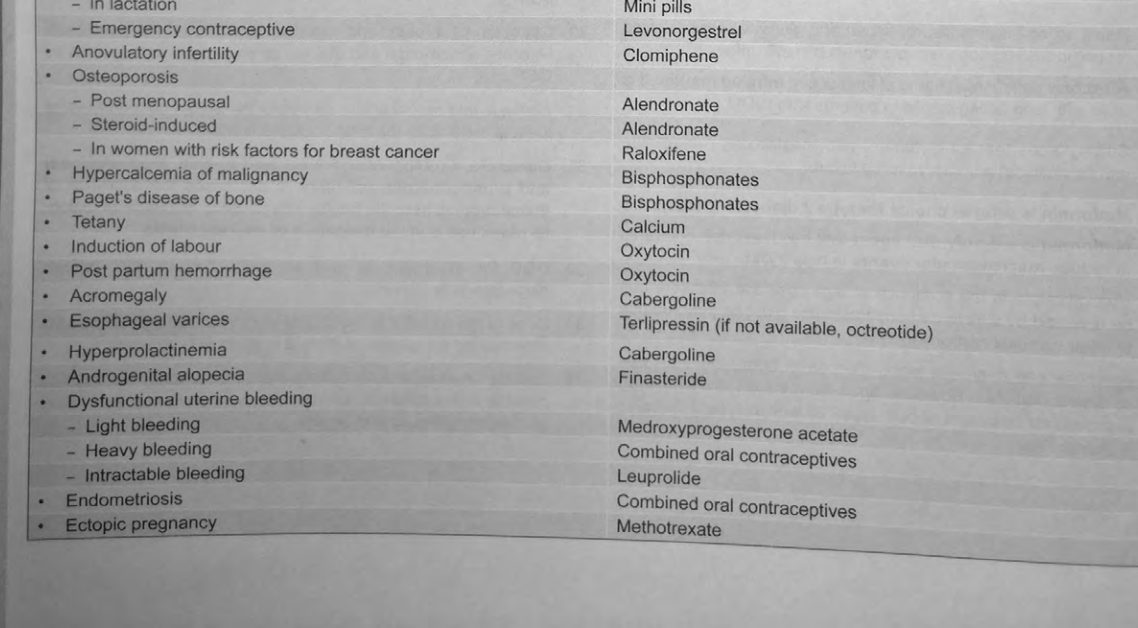 – In lactation Mini pills
– Emergency contraceptive Levonorgestrel
• Anovulatory infertility Clomiphene
• Osteoporosis
– Post menopausal Alendronate
– Steroid-induced Alendronate
– In women with risk factors for breast cancer Raloxifene
• Hypercalcemia of malignancy Bisphosphonates
• Paget's disease of bone Bisphosphonates
• Tetany Calcium
• Induction of labour Oxytocin
• Post partum hemorrhage Oxytocin
• Acromegaly Cabergoline
• Esophageal varices Terlipressin (if not available, octreotide)
• Hyperprolactinemia Cabergoline
• Androgenital alopecia Finasteride
• Dysfunctional uterine bleeding
– Light bleeding Medroxyprogesterone acetate
– Heavy bleeding Combined oral contraceptives
– Intractable bleeding Leuprolide
• Endometriosis Combined oral contraceptives
• Ectopic pregnancy Methotrexate